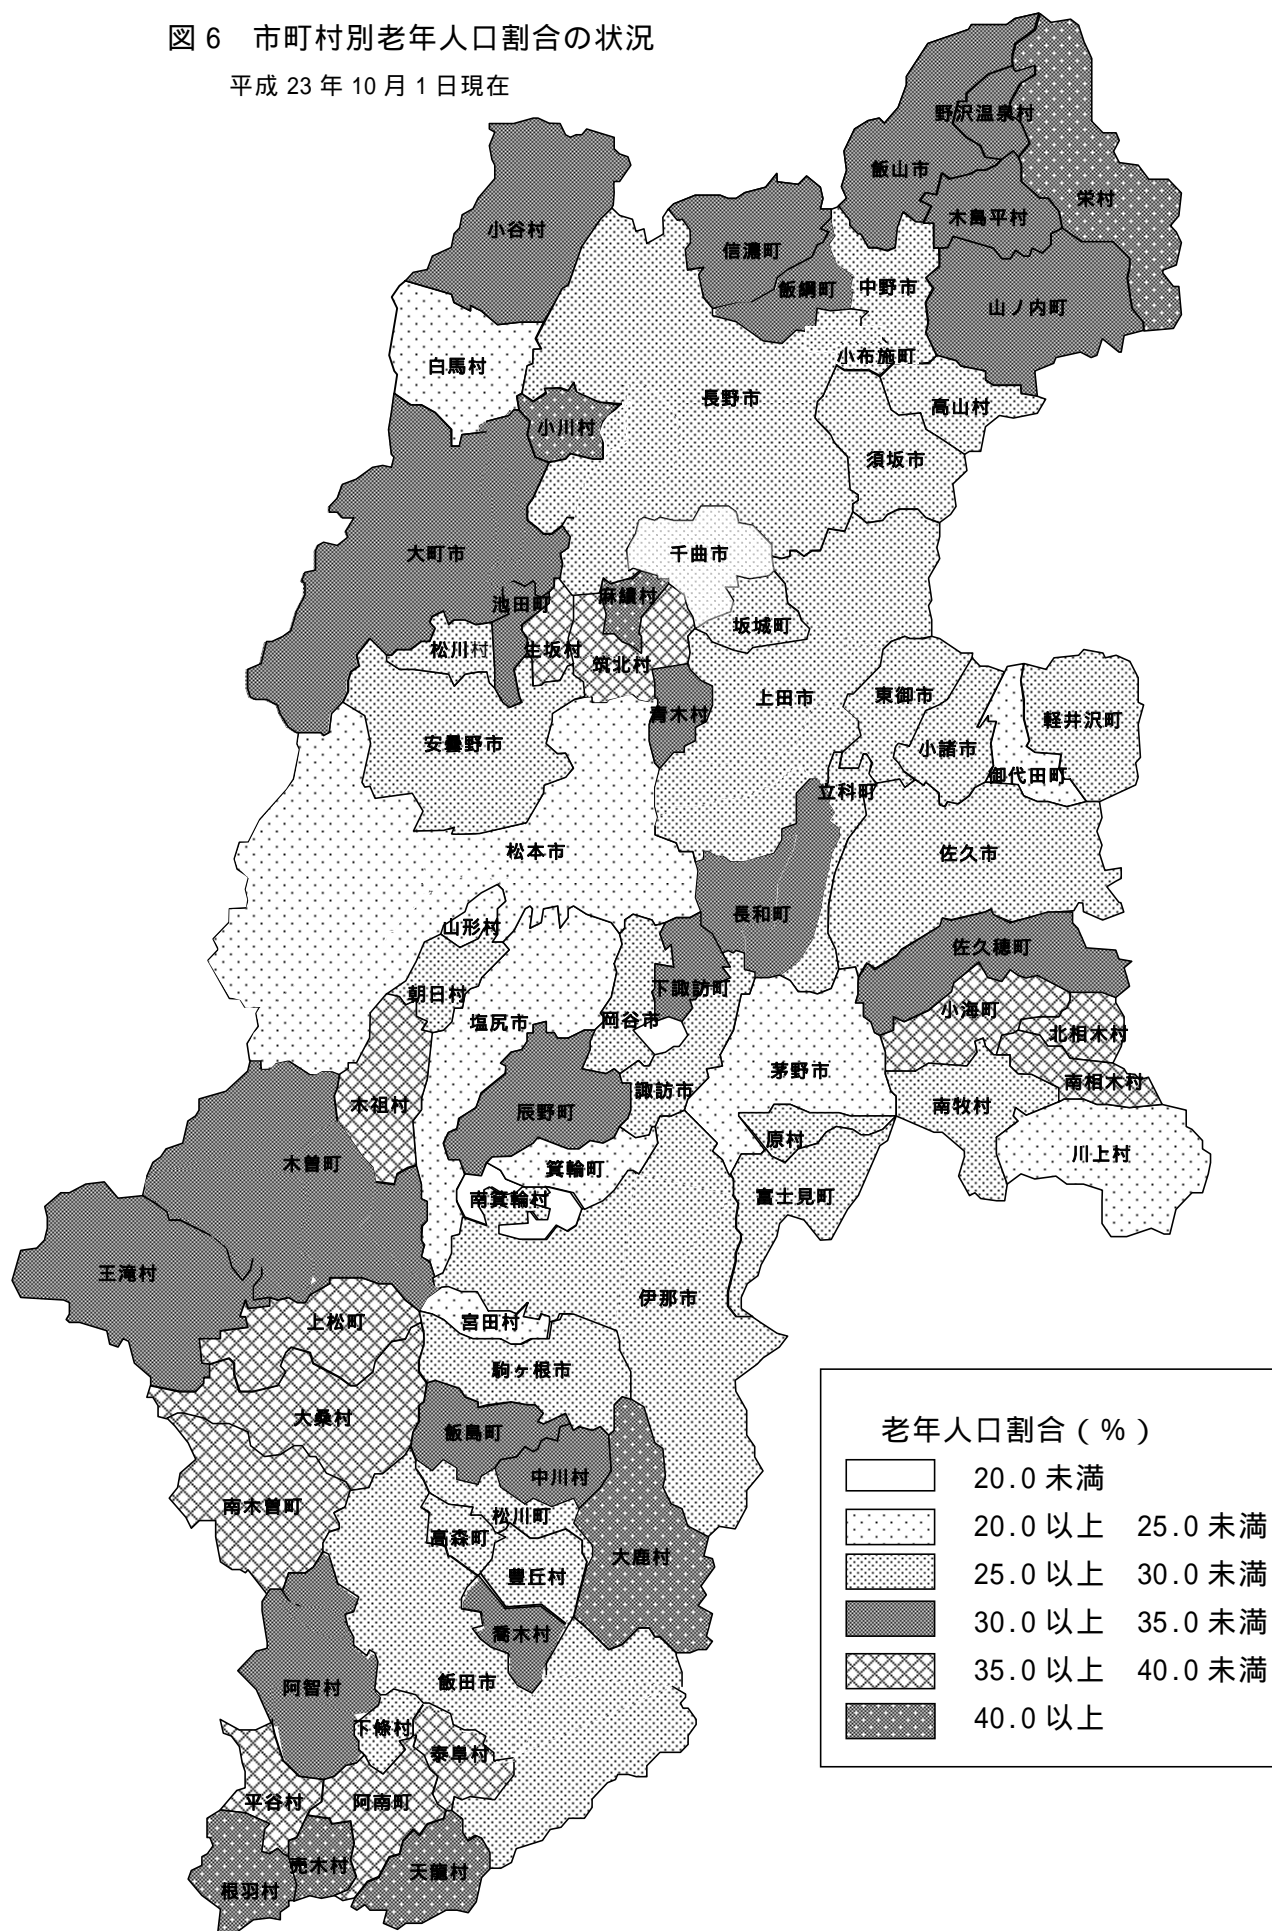 図6 市町村別老年人口割合の状況
平成 23 年 10 月 1 日現在
野沢温泉村
飯山市
栄村
木島平村
小谷村
信濃町
飯綱町
中野市
山ノ内町
小布施町
白馬村
長野市
高山村
小川村
須坂市
大町市
千曲市
麻績村
池田町
坂城町
松川村
生坂村
筑北村
上田市
東御市
青木村
軽井沢町
安曇野市
小諸市
御代田町
立科町
松本市
佐久市
長和町
山形村
佐久穂町
朝日村
下諏訪町
小海町
塩尻市
岡谷市
北相木村
茅野市
諏訪市
南相木村
木祖村
南牧村
辰野町
原村
川上村
木曽町
箕輪町
南箕輪村
富士見町
王滝村
伊那市
上松町
宮田村
駒ヶ根市
大桑村
飯島町
中川村
南木曽町
松川町
高森町
大鹿村
豊丘村
喬木村
飯田市
阿智村
下條村
泰阜村
平谷村
阿南町
売木村
天龍村
根羽村
老年人口割合(%)
20.0 未満
20.0 以上 25.0 未満
25.0 以上 30.0 未満
30.0 以上 35.0 未満
35.0 以上 40.0 未満
40.0 以上